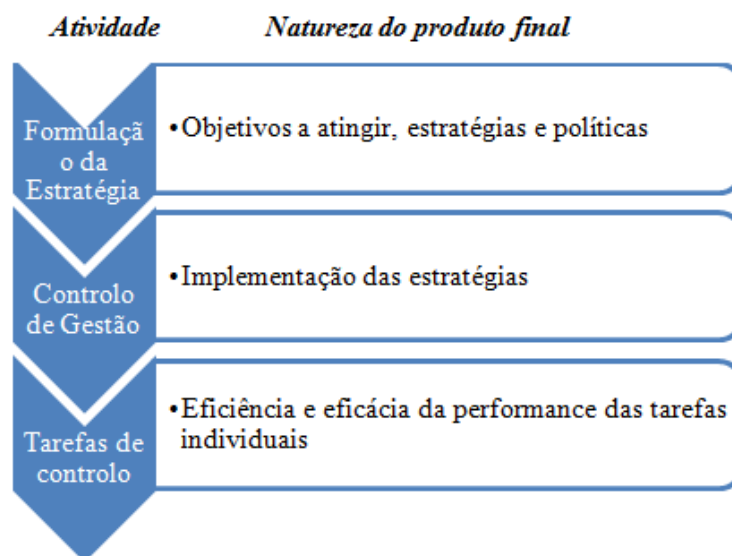 Atividade Natureza do produto final
Formulaçã
o da
Estratégia
•Objetivos a atingir, estratégias e políticas
Controlo
de Gestão
•Implementação das estratégias
Tarefas de
controlo
•Eficiência e eficácia da performance das tarefas
individuais